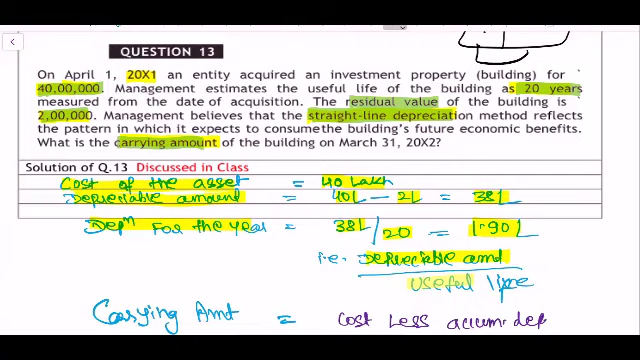 QUESTION 13
On April 1, 20X1 an entity acquired an investment property (building) for
40,00,000. Management estimates the useful life of the building as 20 years
measured from the date of acquisition. The residual value of the building is
2,00,000. Management believes that the straight-line depreciation method reflects
the pattern in which it expects to consume the building's future economic benefits.
What is the carrying amount of the building on March 31, 20X2?
Solution of Q.13 Discussed in Class
Cost of the asset = 40 Lakh
Depreciable amount = 40L - 2L = 38L
Depⁿ For the year = 38L/20 = 1.90L
i.e. Depreciable amt
useful life
Carrying Amt = Cost Less accum. dep